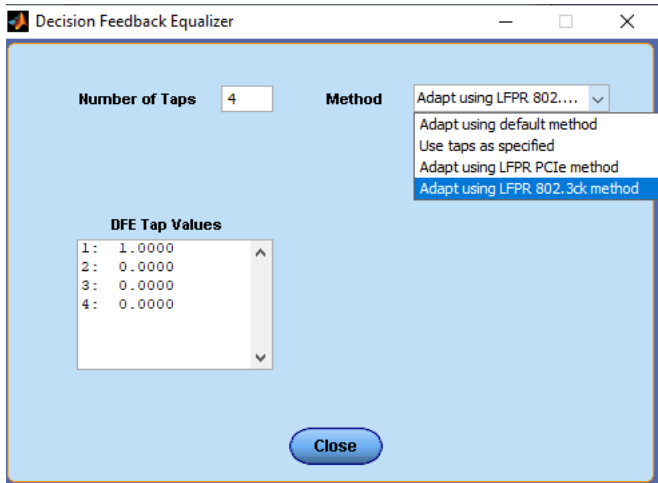 Decision Feedback Equalizer
Number of Taps 4 Method Adapt using LFPR 802....
Adapt using default method
Use taps as specified
Adapt using LFPR PCIe method
Adapt using LFPR 802.3ck method
DFE Tap Values
1: 1.0000
2: 0.0000
3: 0.0000
4: 0.0000
Close